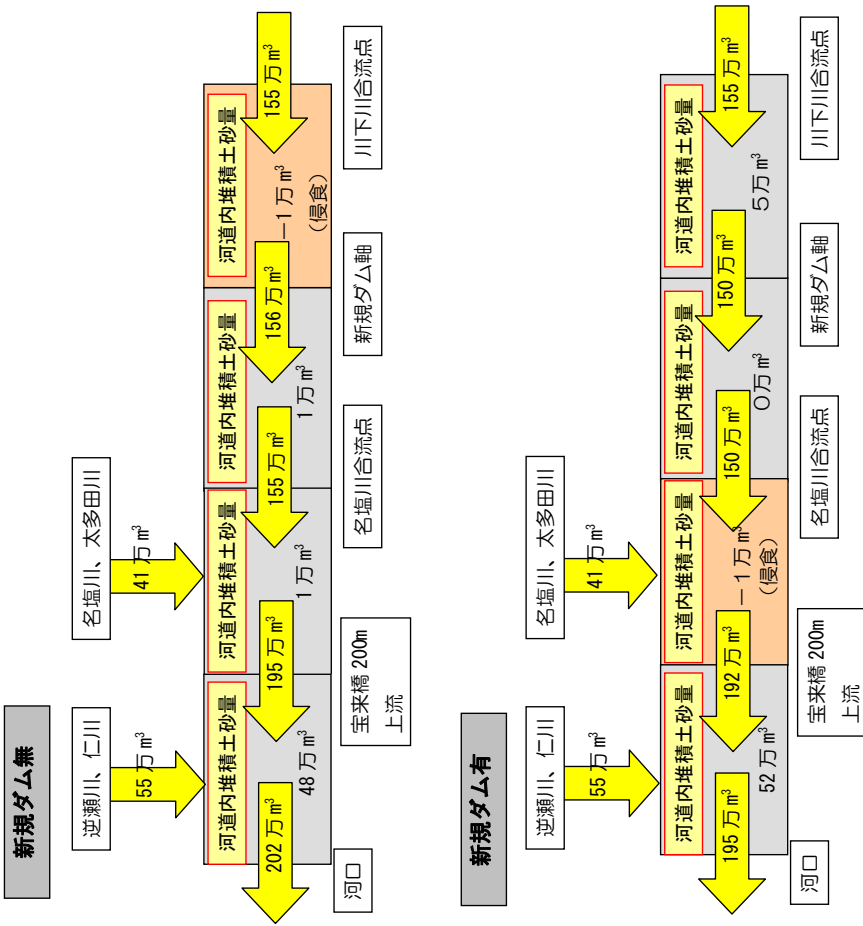 新規ダム無
逆瀬川、仁川
55万m³
名塩川、太多田川
41万m³
河道内堆積土砂量
河道内堆積土砂量
河道内堆積土砂量
河道内堆積土砂量
202万m³
48万m³
195万m³
1万m³
155万m³
1万m³
156万m³
－1万m³
（侵食）
155万m³
河口
宝来橋200m
上流
名塩川合流点
新規ダム軸
川下川合流点
新規ダム有
逆瀬川、仁川
55万m³
名塩川、太多田川
41万m³
河道内堆積土砂量
河道内堆積土砂量
河道内堆積土砂量
河道内堆積土砂量
195万m³
52万m³
192万m³
－1万m³
（侵食）
150万m³
0万m³
150万m³
5万m³
155万m³
河口
宝来橋200m
上流
名塩川合流点
新規ダム軸
川下川合流点